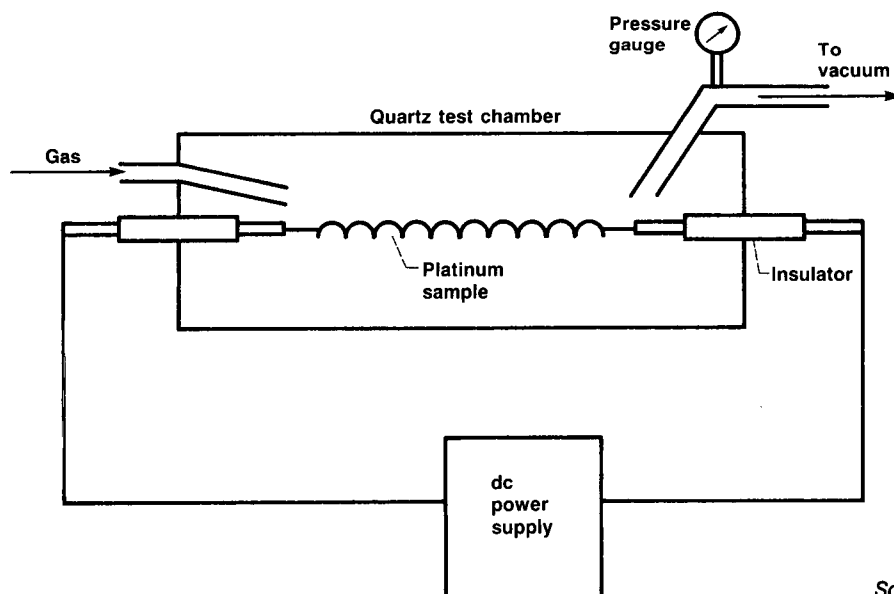 Pressure
gauge
To
vacuum
Quartz test chamber
Gas
Platinum
sample
Insulator
dc
power
supply